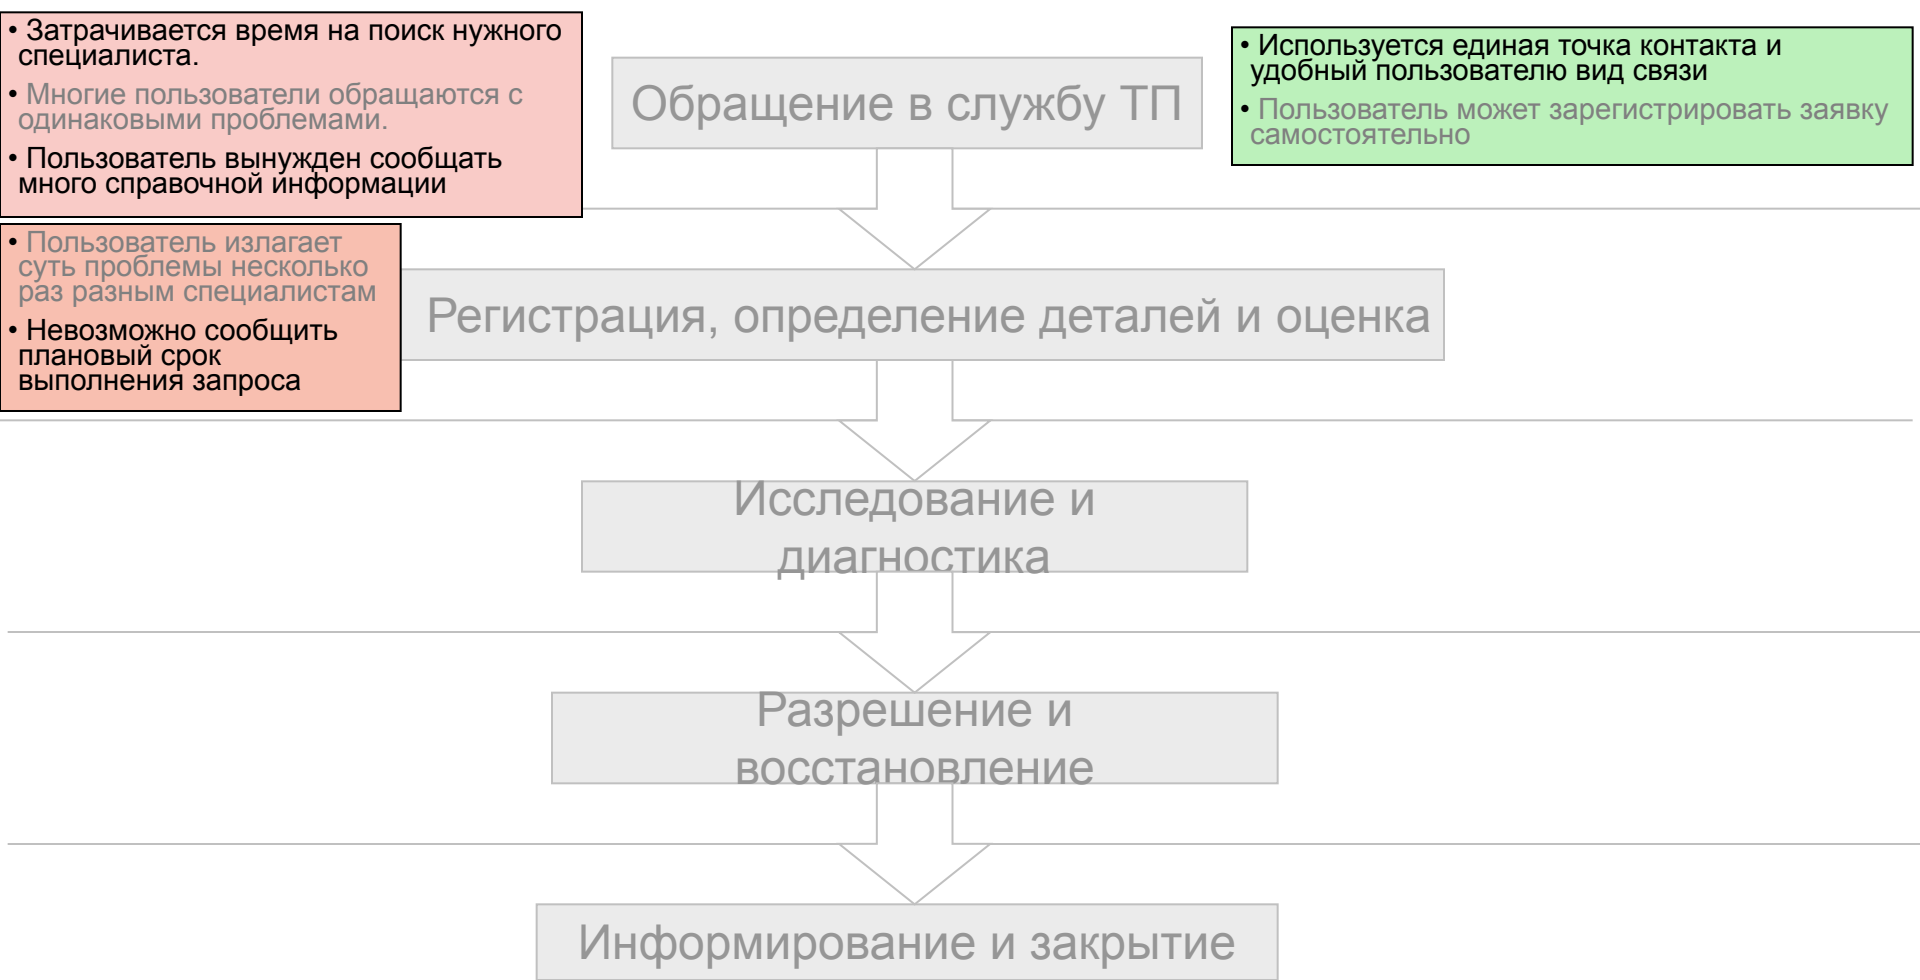 • Затрачивается время на поиск нужного
специалиста.
• Многие пользователи обращаются с
одинаковыми проблемами.
• Пользователь вынужден сообщать
много справочной информации
Обращение в службу ТП
• Используется единая точка контакта и
удобный пользователю вид связи
• Пользователь может зарегистрировать заявку
самостоятельно
• Пользователь излагает
суть проблемы несколько
раз разным специалистам
• Невозможно сообщить
плановый срок
выполнения запроса
Регистрация, определение деталей и оценка
Исследование и
диагностика
Разрешение и
восстановление
Информирование и закрытие